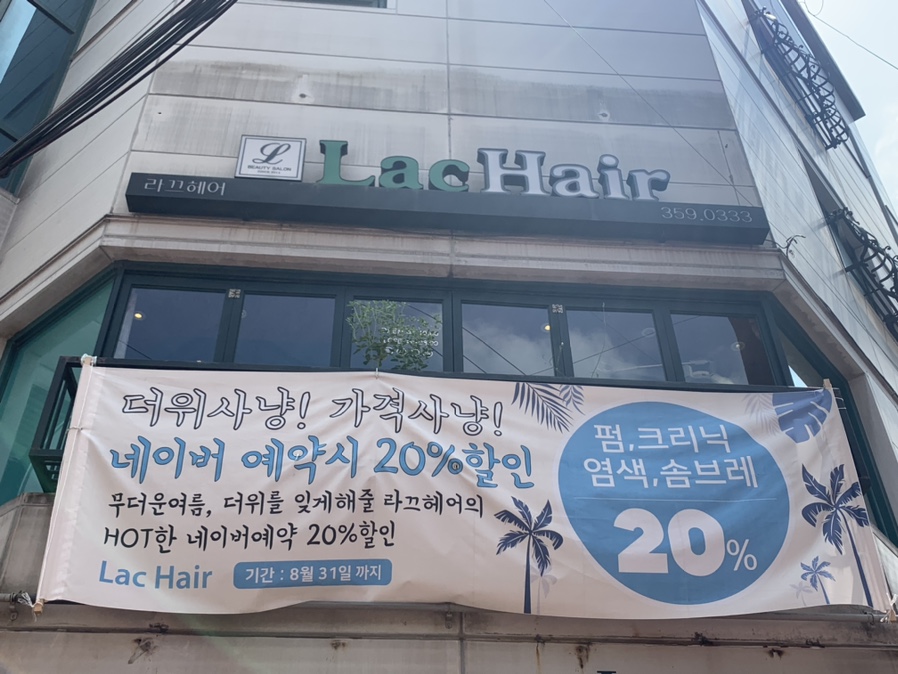 L
BEAUTY SALON
Lac Hair
라끄헤어
359.0333
더위사냥! 가격사냥!
네이버 예약시 20%할인
무더운여름, 더위를 잊게해줄 라끄헤어의
HOT한 네이버예약 20%할인
Lac Hair
기간 : 8월 31일 까지
펌,크리닉
염색,솜브레
20%